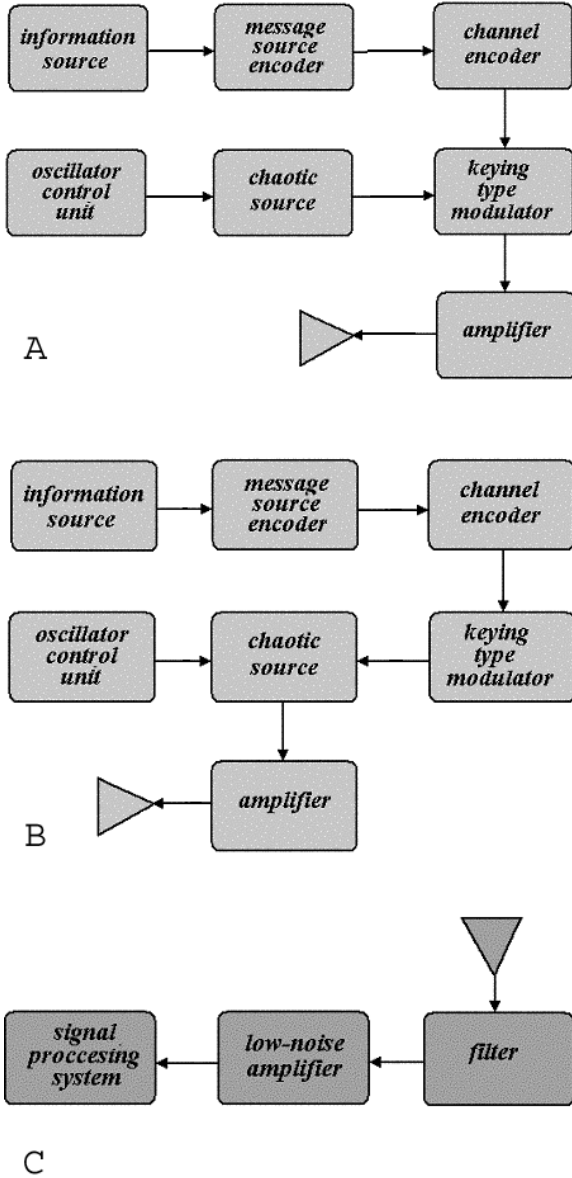 information
source
message
source
encoder
channel
encoder
oscillator
control
unit
chaotic
source
keying
type
modulator
amplifier
A
information
source
message
source
encoder
channel
encoder
oscillator
control
unit
chaotic
source
keying
type
modulator
amplifier
B
signal
proccesing
system
low-noise
amplifier
filter
C